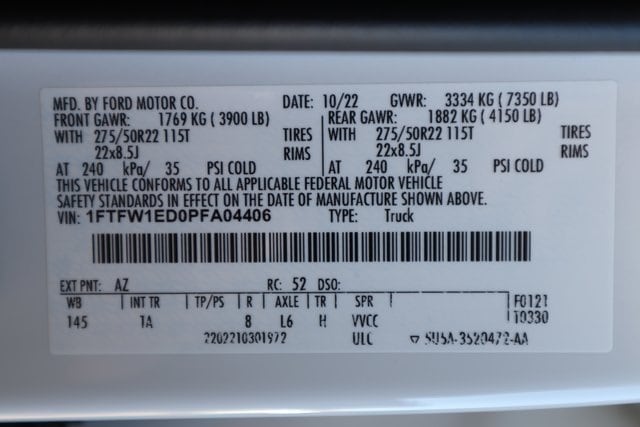 MFD. BY FORD MOTOR CO. DATE: 10/22 GVWR: 3334 KG ( 7350 LB)
FRONT GAWR: 1769 KG ( 3900 LB) REAR GAWR: 1882 KG ( 4150 LB)
WITH 275/50R22 115T TIRES WITH 275/50R22 115T TIRES
22x8.5J RIMS 22x8.5J RIMS
AT 240 kPa/ 35 PSI COLD AT 240 kPa/ 35 PSI COLD
THIS VEHICLE CONFORMS TO ALL APPLICABLE FEDERAL MOTOR VEHICLE
SAFETY STANDARDS IN EFFECT ON THE DATE OF MANUFACTURE SHOWN ABOVE.
VIN: 1FTFW1ED0PFA04406 TYPE: Truck
EXT PNT: AZ RC: 52 DSO:
WB INT TR TP/PS R AXLE TR SPR F0121
145 TA 8 L6 H VVCC 10330
2202210301972 ULC 5U5A-3520472-AA